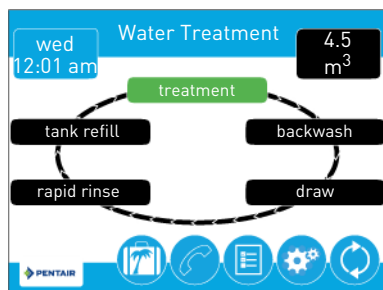 Water Treatment
wed
12:01 am
4.5
m³
treatment
tank refill
backwash
rapid rinse
draw
PENTAIR